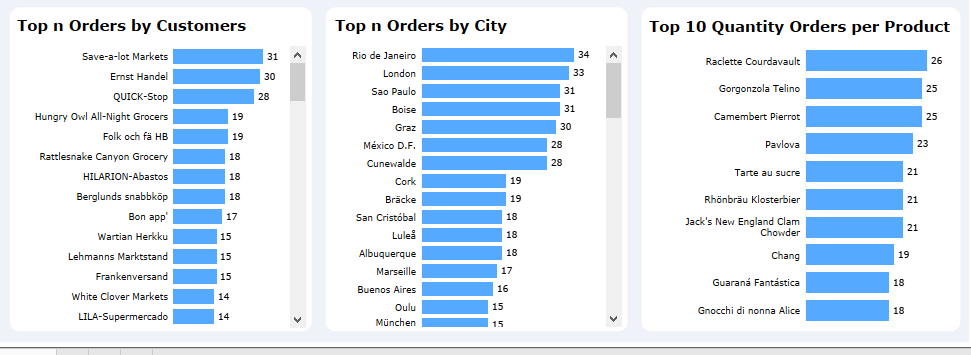 Top n Orders by Customers
Save-a-lot Markets 31
Ernst Handel 30
QUICK-Stop 28
Hungry Owl All-Night Grocers 19
Folk och fä HB 19
Rattlesnake Canyon Grocery 18
HILARION-Abastos 18
Berglunds snabbköp 18
Bon app' 17
Wartian Herkku 15
Lehmanns Marktstand 15
Frankenversand 15
White Clover Markets 14
LILA-Supermercado 14
Top n Orders by City
Rio de Janeiro 34
London 33
Sao Paulo 31
Boise 31
Graz 30
México D.F. 28
Cunewalde 28
Cork 19
Bräcke 19
San Cristóbal 18
Luleå 18
Albuquerque 18
Marseille 17
Buenos Aires 16
Oulu 15
München 15
Top 10 Quantity Orders per Product
Raclette Courdavault 26
Gorgonzola Telino 25
Camembert Pierrot 25
Pavlova 23
Tarte au sucre 21
Rhönbräu Klosterbier 21
Jack's New England Clam
Chowder 21
Chang 19
Guaraná Fantástica 18
Gnocchi di nonna Alice 18